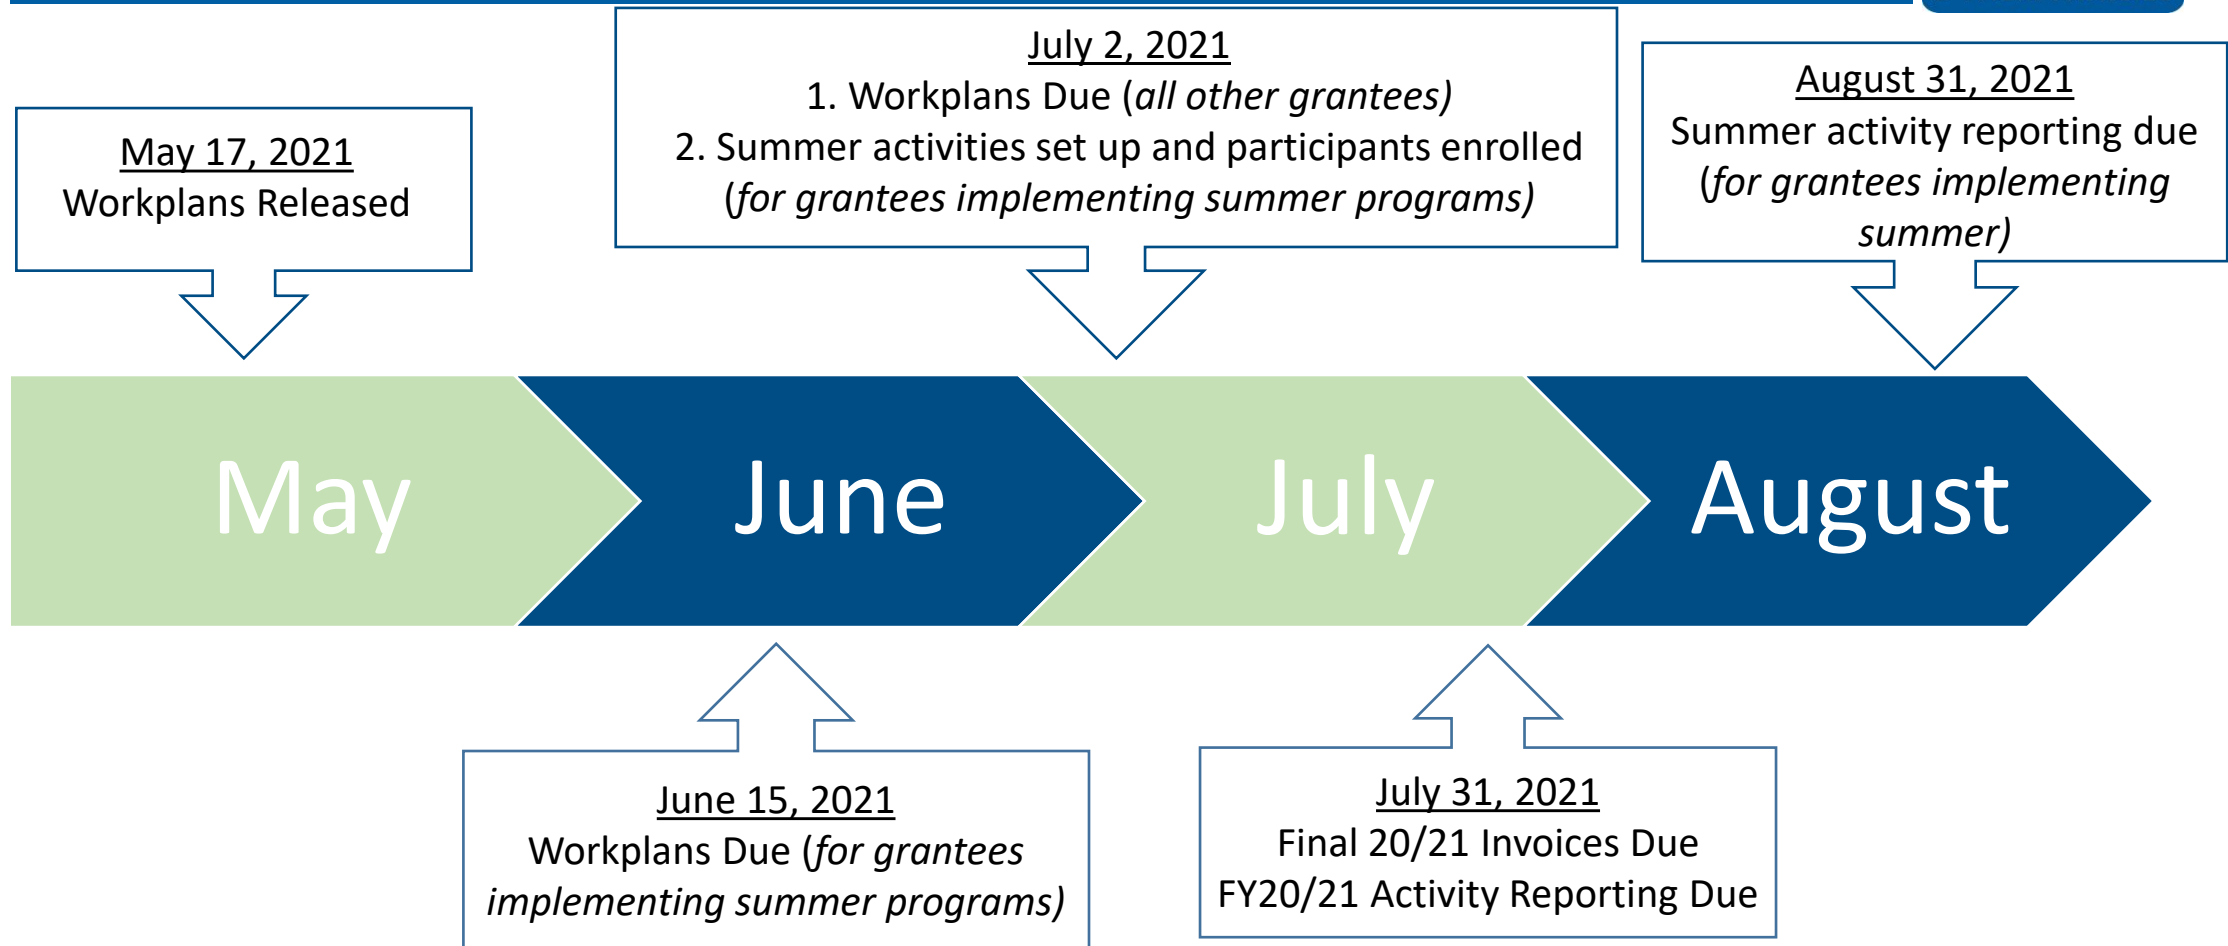 May 17, 2021
Workplans Released
July 2, 2021
1. Workplans Due (all other grantees)
2. Summer activities set up and participants enrolled
(for grantees implementing summer programs)
August 31, 2021
Summer activity reporting due
(for grantees implementing
summer)
May
June
July
August
June 15, 2021
Workplans Due (for grantees
implementing summer programs)
July 31, 2021
Final 20/21 Invoices Due
FY20/21 Activity Reporting Due